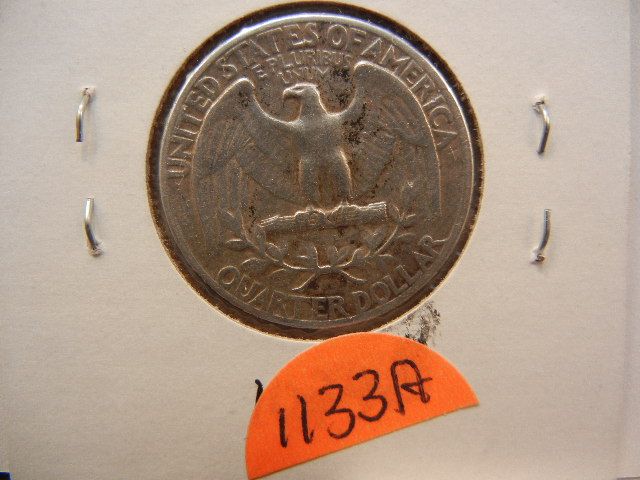 UNITED STATES OF AMERICA
E PLURIBUS
UNUM
QUARTER DOLLAR
1133A